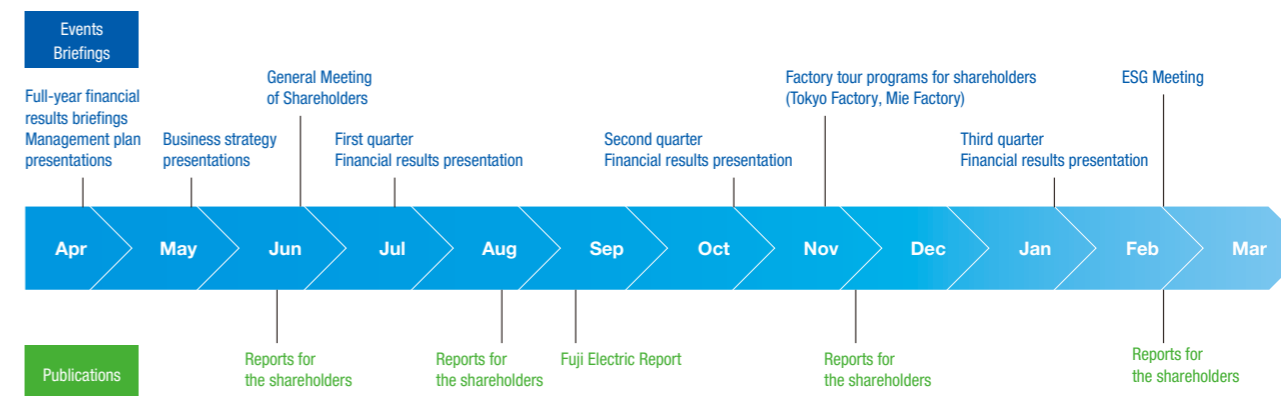 Events
Briefings
Full-year financial
results briefings
Management plan
presentations
Business strategy
presentations
General Meeting
of Shareholders
First quarter
Financial results presentation
Second quarter
Financial results presentation
Factory tour programs for shareholders
(Tokyo Factory, Mie Factory)
Third quarter
Financial results presentation
ESG Meeting
Apr
May
Jun
Jul
Aug
Sep
Oct
Nov
Dec
Jan
Feb
Mar
Publications
Reports for
the shareholders
Reports for
the shareholders
Fuji Electric Report
Reports for
the shareholders
Reports for
the shareholders